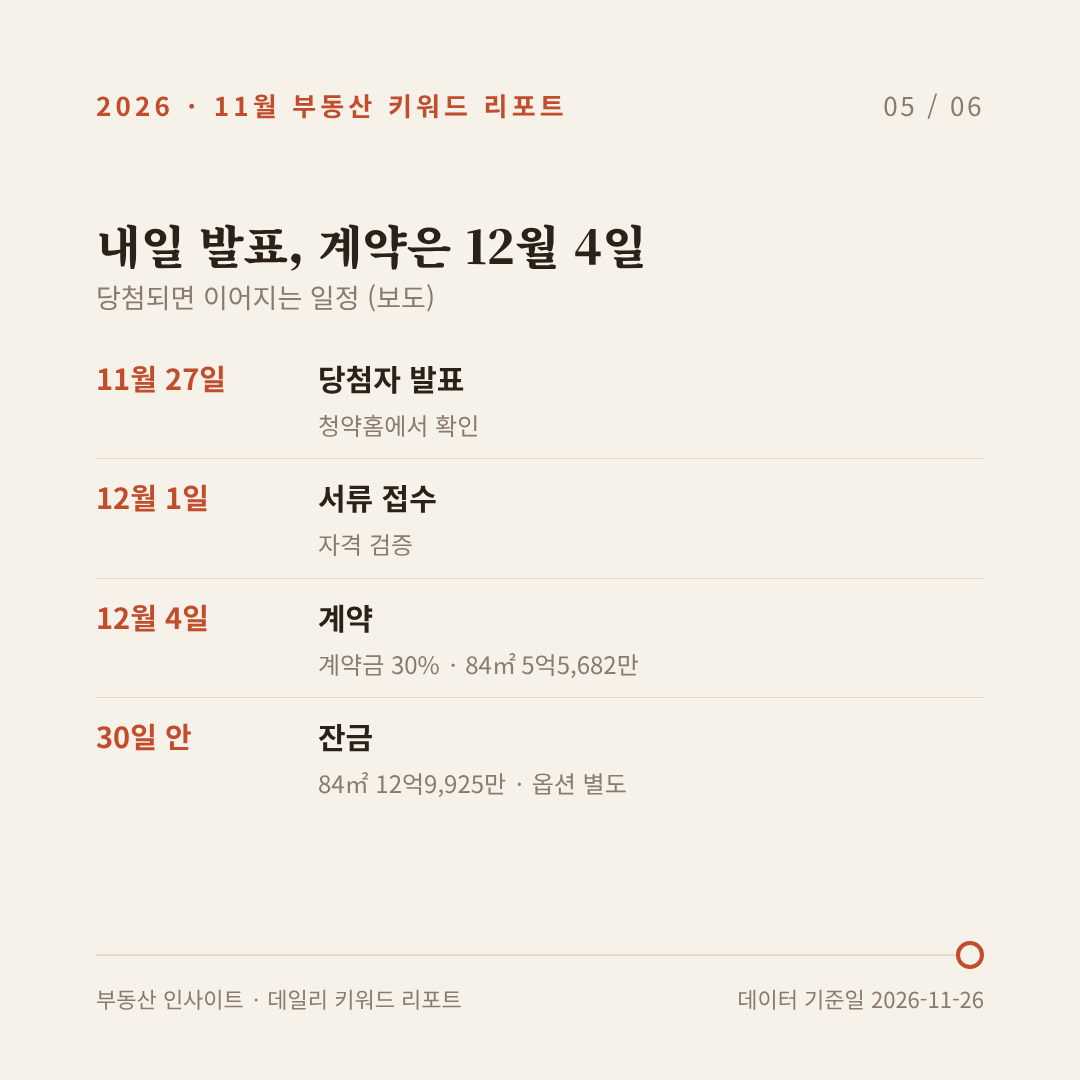 2026 · 11월 부동산 키워드 리포트
05 / 06
내일 발표, 계약은 12월 4일
당첨되면 이어지는 일정 (보도)
11월 27일
당첨자 발표
청약홈에서 확인
12월 1일
서류 접수
자격 검증
12월 4일
계약
계약금 30% · 84㎡ 5억5,682만
30일 안
잔금
84㎡ 12억9,925만 · 옵션 별도
부동산 인사이트 · 데일리 키워드 리포트
데이터 기준일 2026-11-26